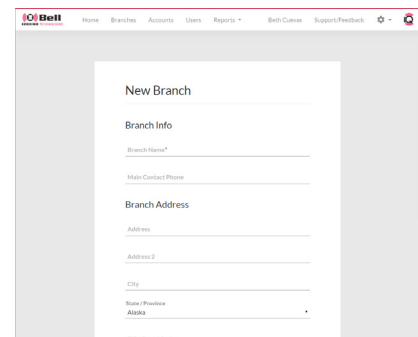 Bell
Home Branches Accounts Users Reports Beth Cuevas Support/Feedback
New Branch
Branch Info
Branch Name*
Main Contact Phone
Branch Address
Address
Address 2
City
State / Province
Alaska